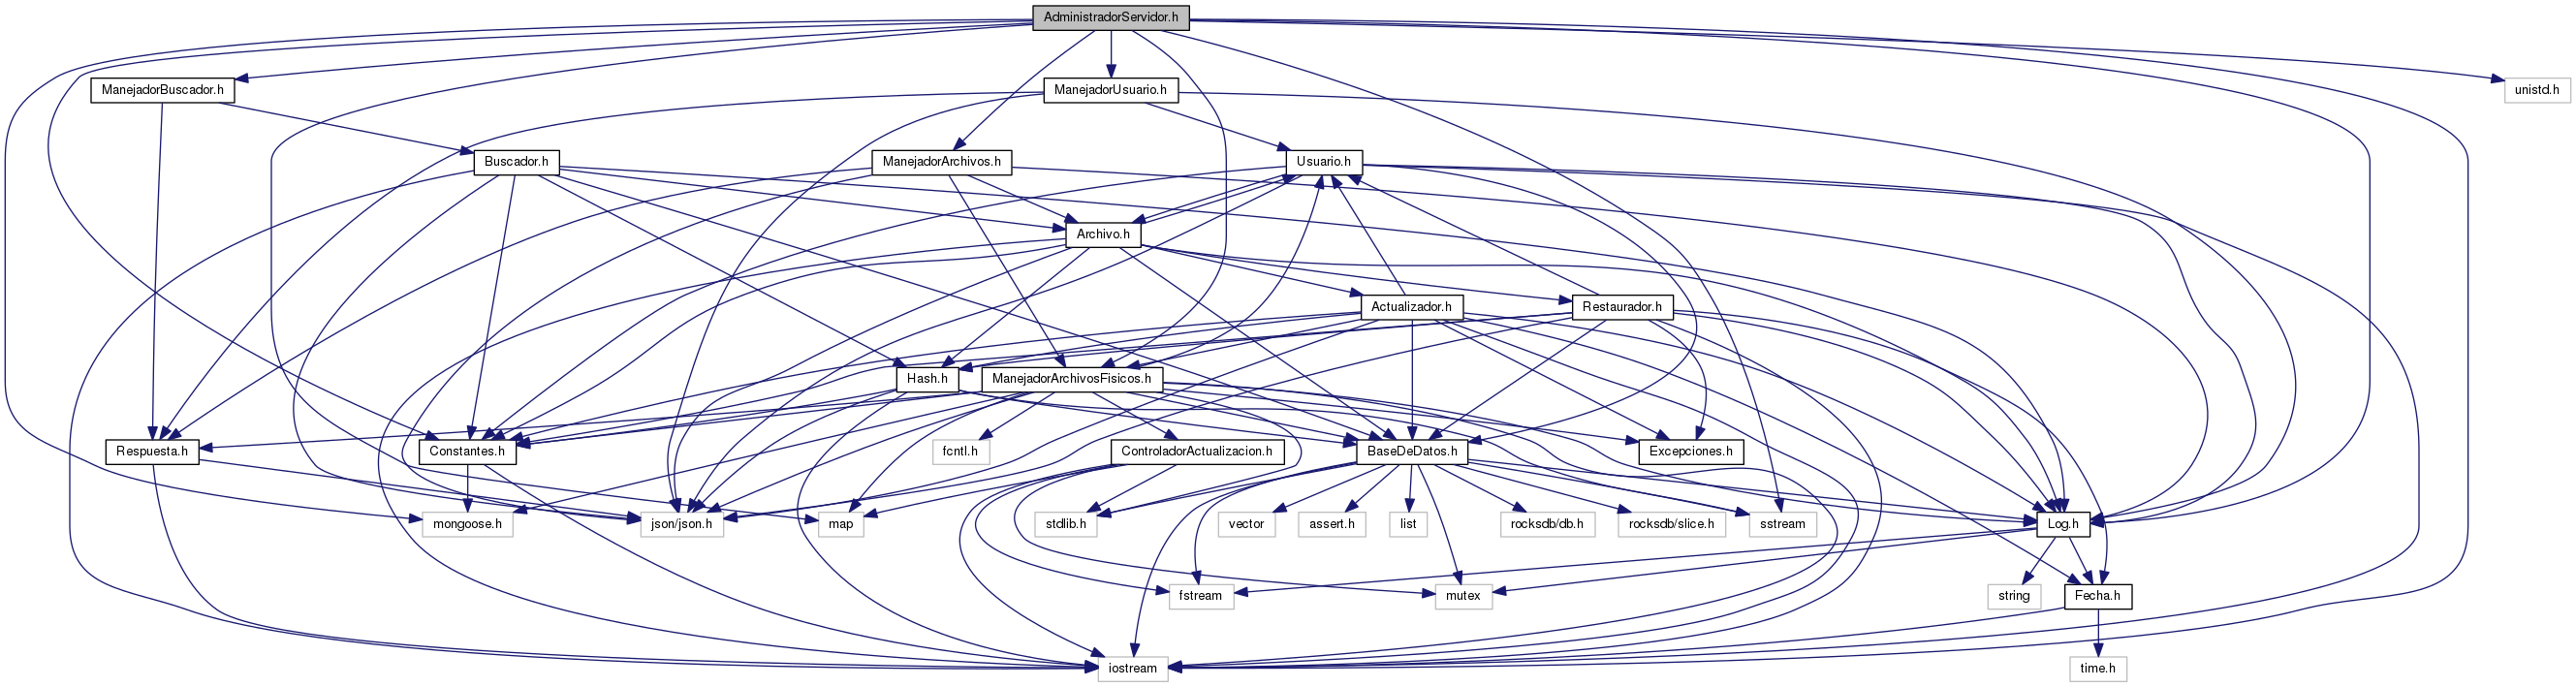 AdministradorServidor.h
ManejadorBuscador.h
ManejadorUsuario.h
unistd.h
Buscador.h
ManejadorArchivos.h
Usuario.h
Archivo.h
Actualizador.h
Restaurador.h
Hash.h
ManejadorArchivosFisicos.h
Respuesta.h
Constantes.h
fcntl.h
ControladorActualizacion.h
BaseDeDatos.h
Excepciones.h
mongoose.h
json/json.h
map
stdlib.h
vector
assert.h
list
rocksdb/db.h
rocksdb/slice.h
sstream
Log.h
fstream
mutex
string
Fecha.h
iostream
time.h